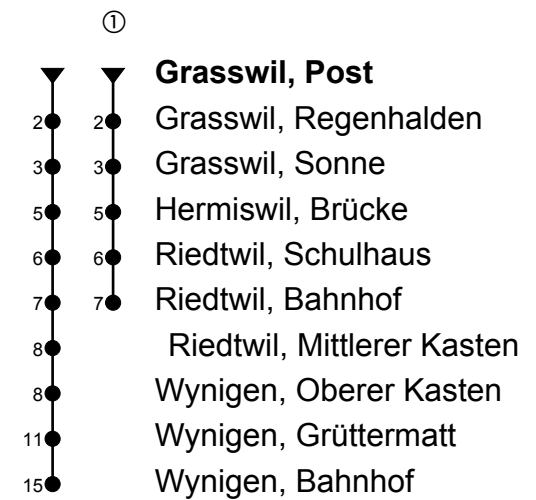 ①
Grasswil, Post
2 2 Grasswil, Regenhalden
3 3 Grasswil, Sonne
5 5 Hermiswil, Brücke
6 6 Riedtwil, Schulhaus
7 7 Riedtwil, Bahnhof
8 Riedtwil, Mittlerer Kasten
8 Wynigen, Oberer Kasten
11 Wynigen, Grüttermatt
15 Wynigen, Bahnhof